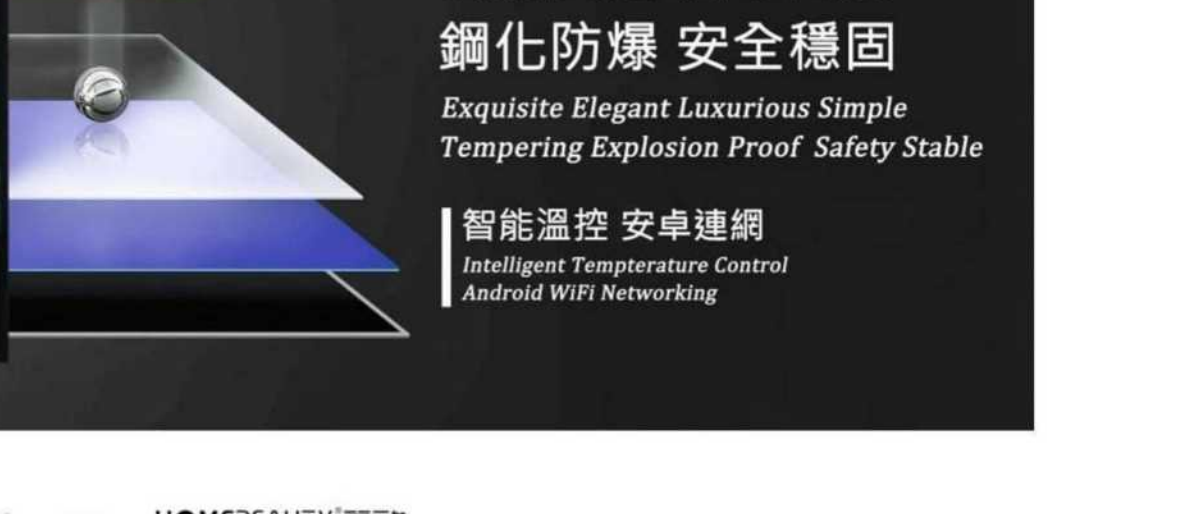 鋼化防爆 安全穩固
Exquisite Elegant Luxurious Simple
Tempering Explosion Proof Safety Stable
智能溫控 安卓連網
Intelligent Tempterature Control
Android WiFi Networking